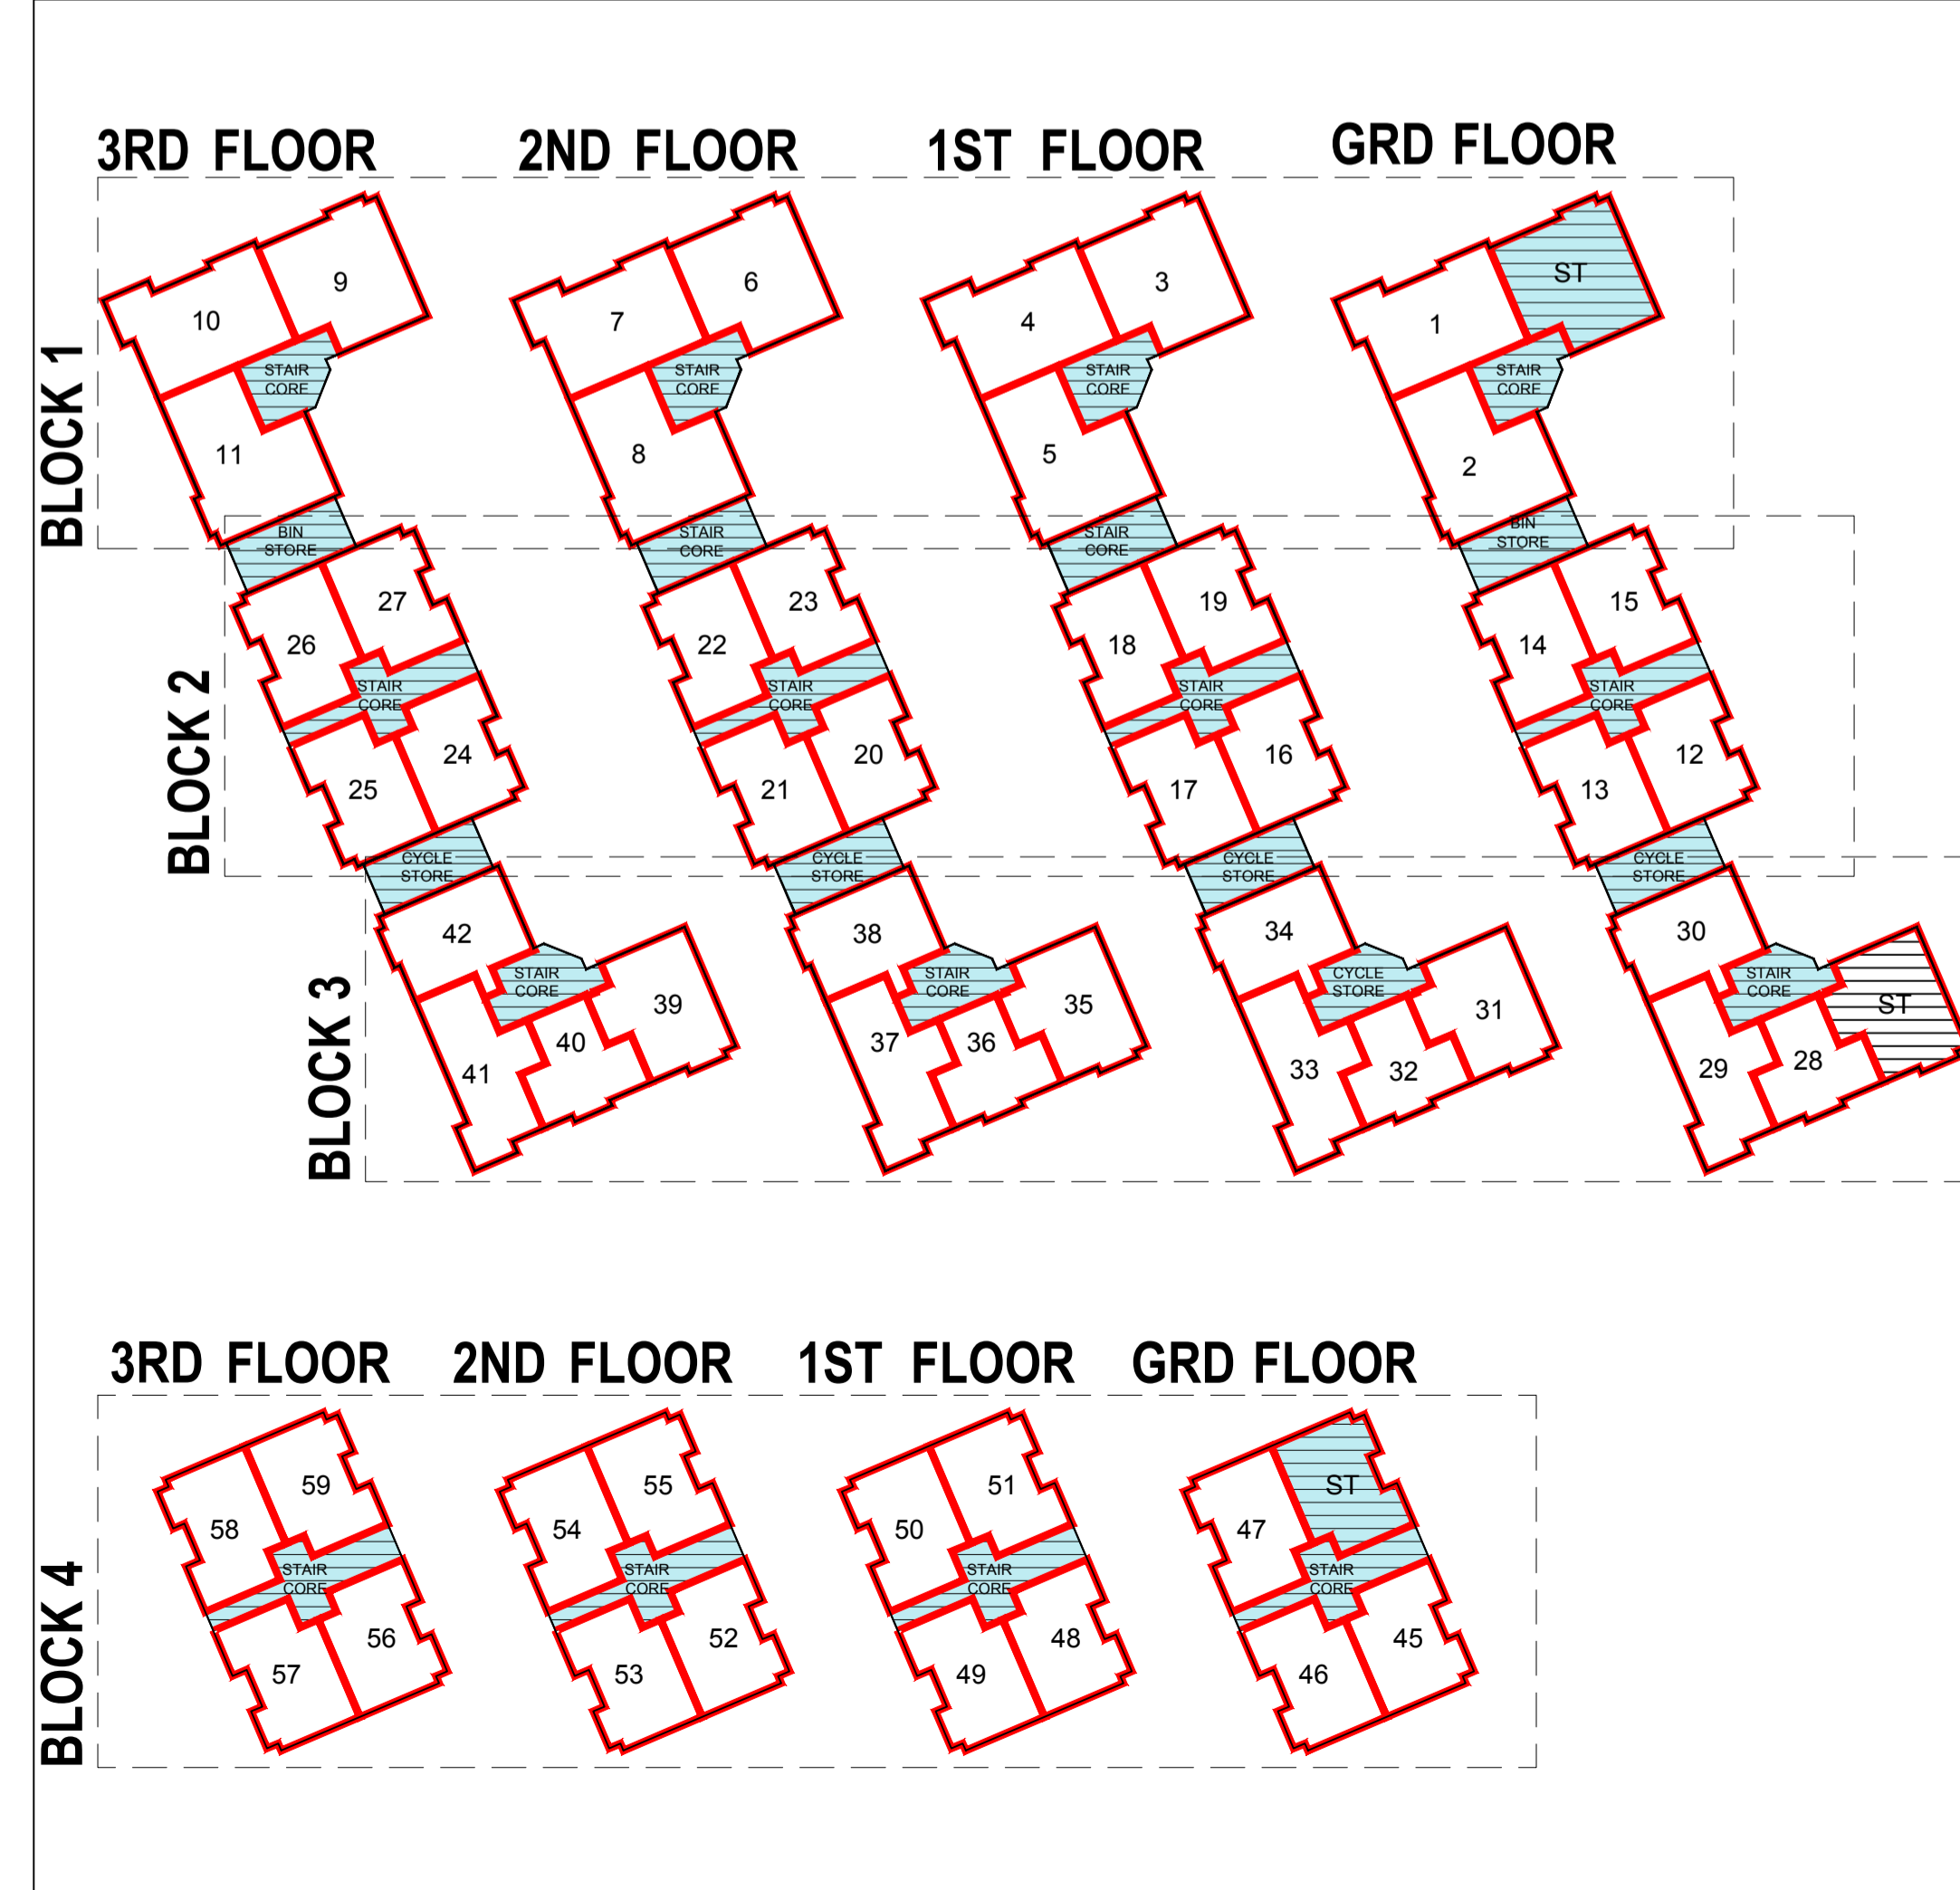 3RD FLOOR
2ND FLOOR
1ST FLOOR
GRD FLOOR
BLOCK 1
10
9
STAIR
CORE
11
7
6
STAIR
CORE
8
4
3
STAIR
CORE
5
1
ST
STAIR
CORE
2
BIN
STORE
STAIR
CORE
STAIR
CORE
BIN
STORE
BLOCK 2
27
26
STAIR
CORE
24
25
23
22
STAIR
CORE
20
21
19
18
STAIR
CORE
16
17
15
14
STAIR
CORE
12
13
CYCLE
STORE
CYCLE
STORE
CYCLE
STORE
CYCLE
STORE
BLOCK 3
42
STAIR
CORE
39
40
41
38
STAIR
CORE
35
37
36
34
CYCLE
STORE
31
33
32
30
STAIR
CORE
ST
29
28
3RD FLOOR
2ND FLOOR
1ST FLOOR
GRD FLOOR
BLOCK 4
59
58
STAIR
CORE
56
57
55
54
STAIR
CORE
52
53
51
50
STAIR
CORE
48
49
ST
47
STAIR
CORE
45
46